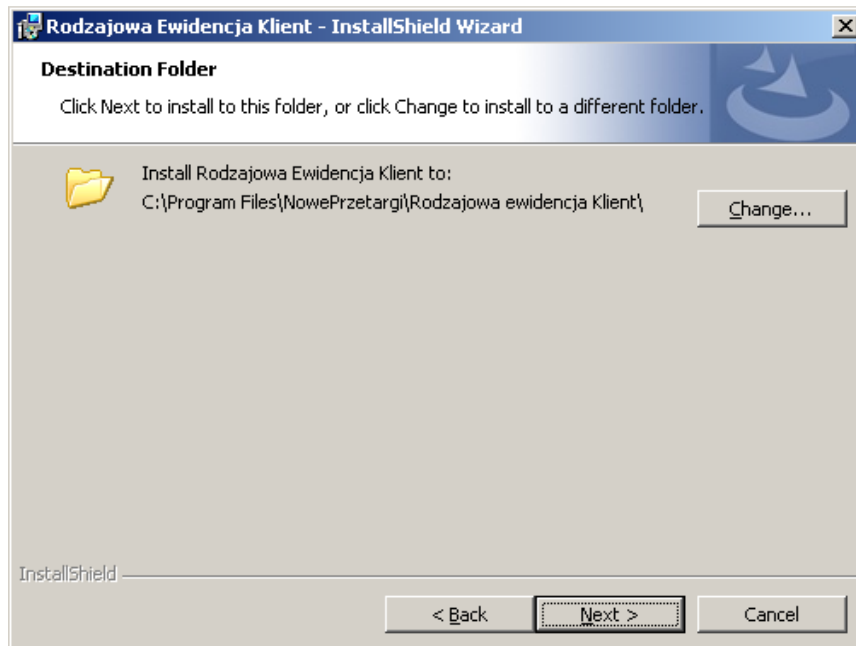 Rodzajowa Ewidencja Klient - InstallShield Wizard
Destination Folder
Click Next to install to this folder, or click Change to install to a different folder.
Install Rodzajowa Ewidencja Klient to:
C:\Program Files\NowePrzetargi\Rodzajowa ewidencja Klient\
Change...
InstallShield
< Back
Next >
Cancel